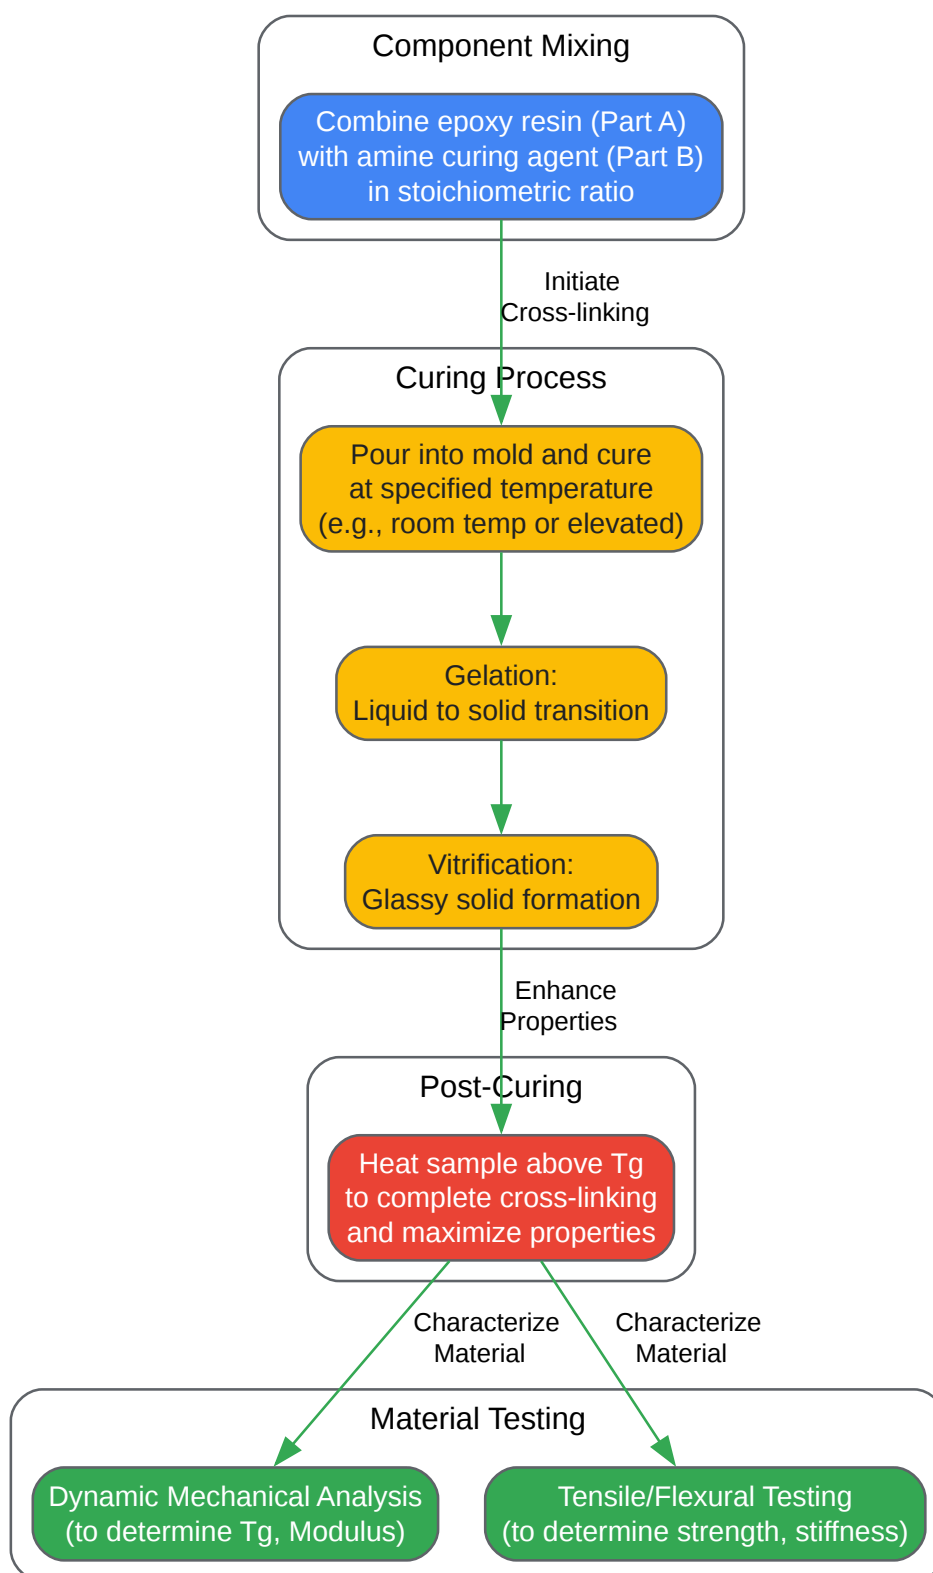 Component Mixing
Combine epoxy resin (Part A)
with amine curing agent (Part B)
in stoichiometric ratio
Initiate
Cross-linking
Curing Process
Pour into mold and cure
at specified temperature
(e.g., room temp or elevated)
Gelation:
Liquid to solid transition
Vitrification:
Glassy solid formation
Enhance
Properties
Post-Curing
Heat sample above Tg
to complete cross-linking
and maximize properties
Characterize
Material
Characterize
Material
Material Testing
Dynamic Mechanical Analysis
(to determine Tg, Modulus)
Tensile/Flexural Testing
(to determine strength, stiffness)